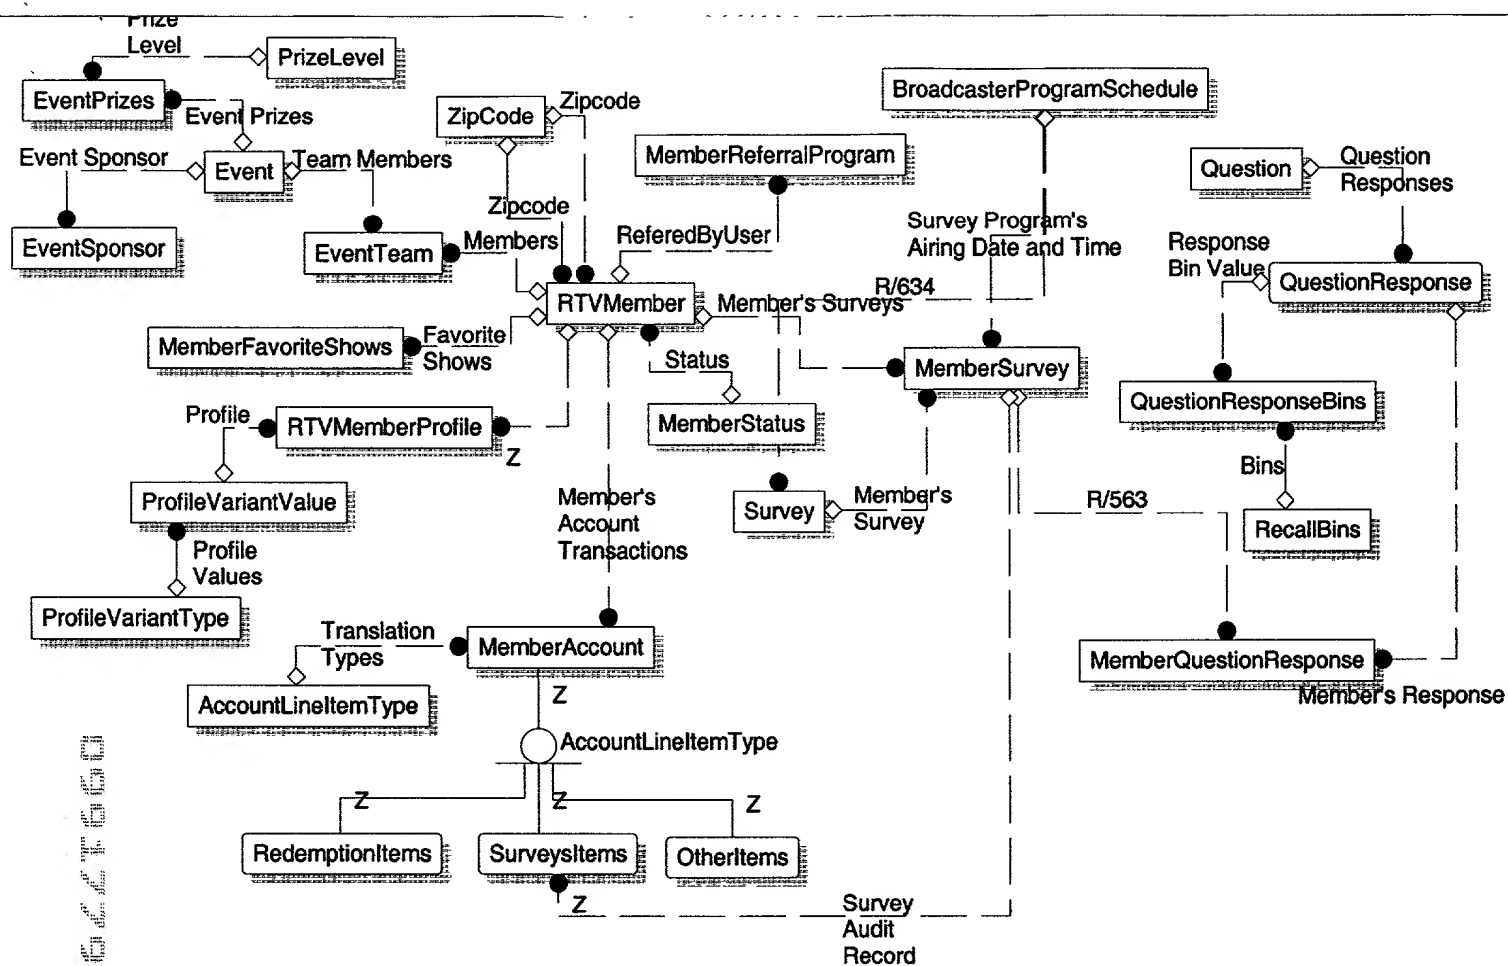 Prize
Level
PrizeLevel
EventPrizes
Event Prizes
Event Sponsor
Event
Team Members
EventSponsor
EventTeam
Members
ZipCode
Zipcode
Zipcode
MemberReferralProgram
ReferedByUser
BroadcasterProgramSchedule
Survey Program's
Airing Date and Time
R/634
Question
Question
Responses
Response
Bin Value
QuestionResponse
RTVMember
Member's Surveys
MemberFavoriteShows
Favorite
Shows
Status
MemberSurvey
QuestionResponseBins
Profile
RTVMemberProfile
Z
MemberStatus
Bins
ProfileVariantValue
Member's
Account
Transactions
Survey
Member's
Survey
R/563
RecallBins
Profile
Values
ProfileVariantType
Translation
Types
MemberAccount
MemberQuestionResponse
Member's Response
AccountLineItemType
Z
AccountLineItemType
Z
Z
Z
RedemptionItems
SurveysItems
OtherItems
Z
Survey
Audit
Record